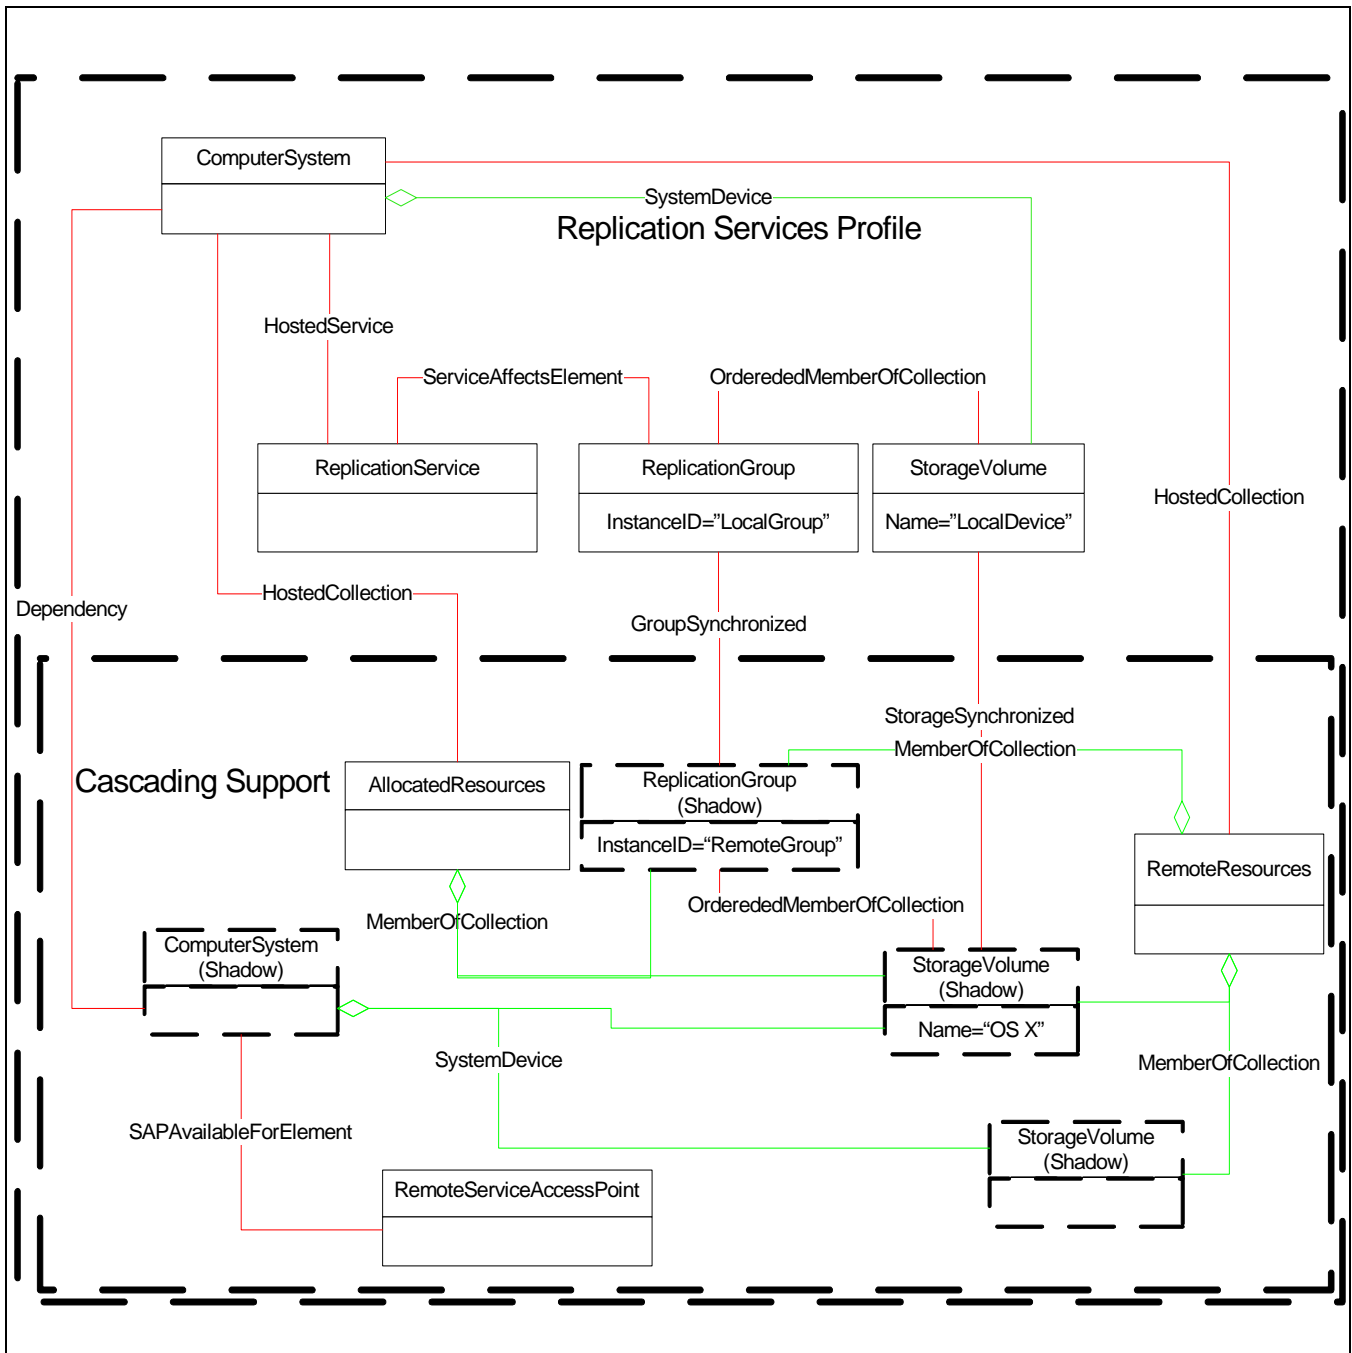 ComputerSystem
SystemDevice
Replication Services Profile
HostedService
ServiceAffectsElement
OrderededMemberOfCollection
ReplicationService
ReplicationGroup
StorageVolume
InstanceID=”LocalGroup”
Name=”LocalDevice”
HostedCollection
HostedCollection
Dependency
GroupSynchronized
StorageSynchronized
MemberOfCollection
Cascading Support
AllocatedResources
ReplicationGroup
(Shadow)
InstanceID=“RemoteGroup”
RemoteResources
MemberOfCollection
OrderededMemberOfCollection
ComputerSystem
(Shadow)
StorageVolume
(Shadow)
Name=“OS X”
SystemDevice
MemberOfCollection
SAPAvailableForElement
StorageVolume
(Shadow)
RemoteServiceAccessPoint